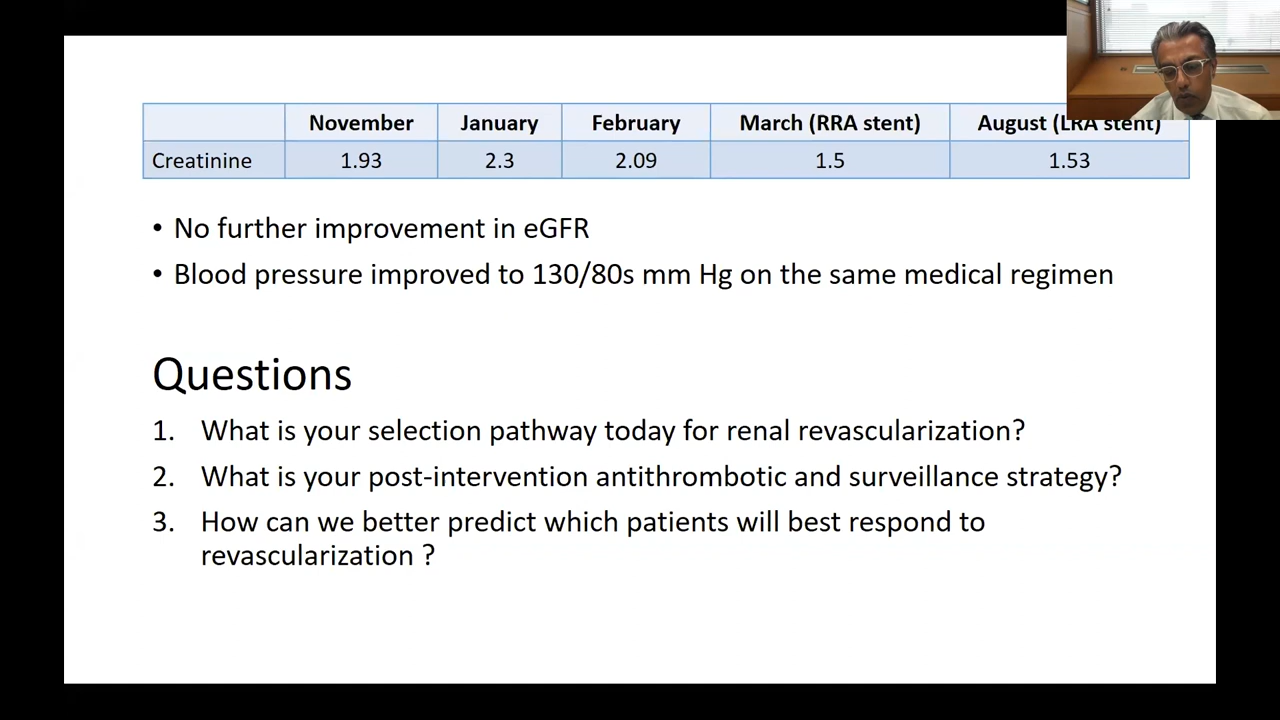 November January February March (RRA stent) August (LRA stent)
Creatinine 1.93 2.3 2.09 1.5 1.53
• No further improvement in eGFR
• Blood pressure improved to 130/80s mm Hg on the same medical regimen
Questions
1. What is your selection pathway today for renal revascularization?
2. What is your post-intervention antithrombotic and surveillance strategy?
3. How can we better predict which patients will best respond to
revascularization ?